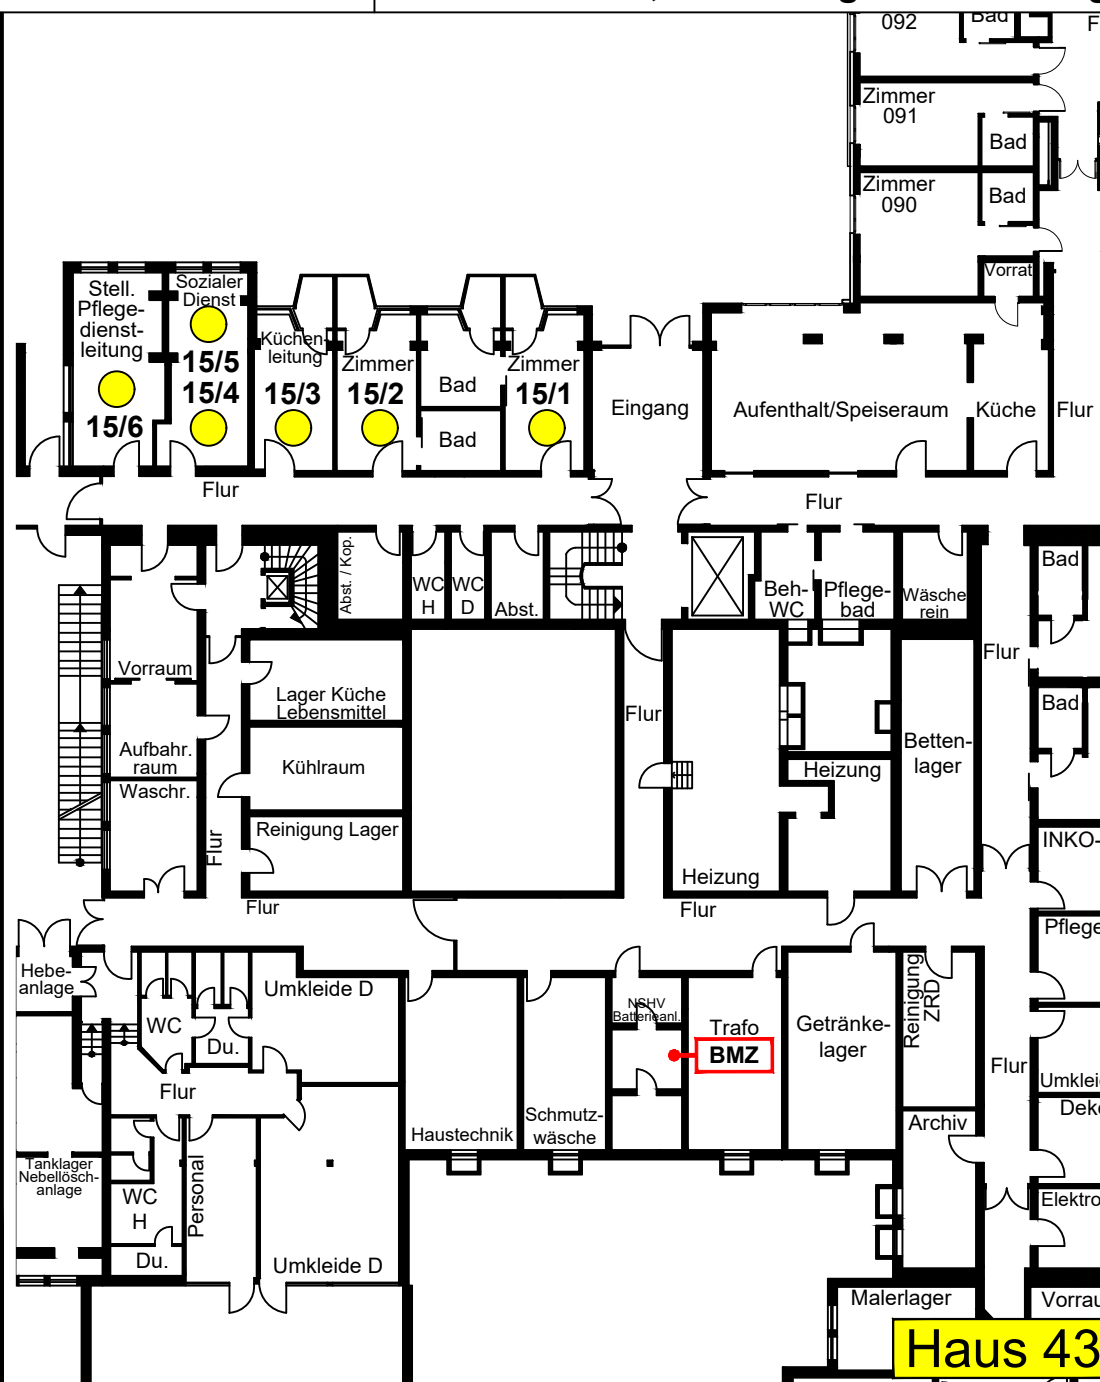 092
Bad
F
Zimmer
091
Bad
Zimmer
090
Bad
Vorrat
Stell.
Pflege-
dienst-
leitung
15/6
Sozialer
Dienst
15/5
15/4
Küchen-
leitung
15/3
Zimmer
15/2
Bad
Bad
Zimmer
15/1
Eingang
Aufenthalt/Speiseraum
Küche
Flur
Flur
Flur
Abst. / Kop.
WC
H
WC
D
Abst.
Beh-
WC
Pflege-
bad
Wäsche
rein
Bad
Vorraum
Lager Küche
Lebensmittel
Flur
Flur
Bad
Aufbahr.
raum
Kühlraum
Betten-
lager
Heizung
Waschr.
Flur
Reinigung Lager
INKO-
Heizung
Flur
Flur
Pflege
Hebe-
anlage
Umkleide D
WC
Du.
NSHV
Batterieanl.
Trafo
BMZ
Getränke-
lager
Reinigung
ZRD
Flur
Flur
Umkleid
Deko
Haustechnik
Schmutz-
wäsche
Archiv
Tanklager
Nebellösch-
anlage
WC
H
Personal
Du.
Umkleide D
Elektro
Malerlager
Vorrau
Haus 43